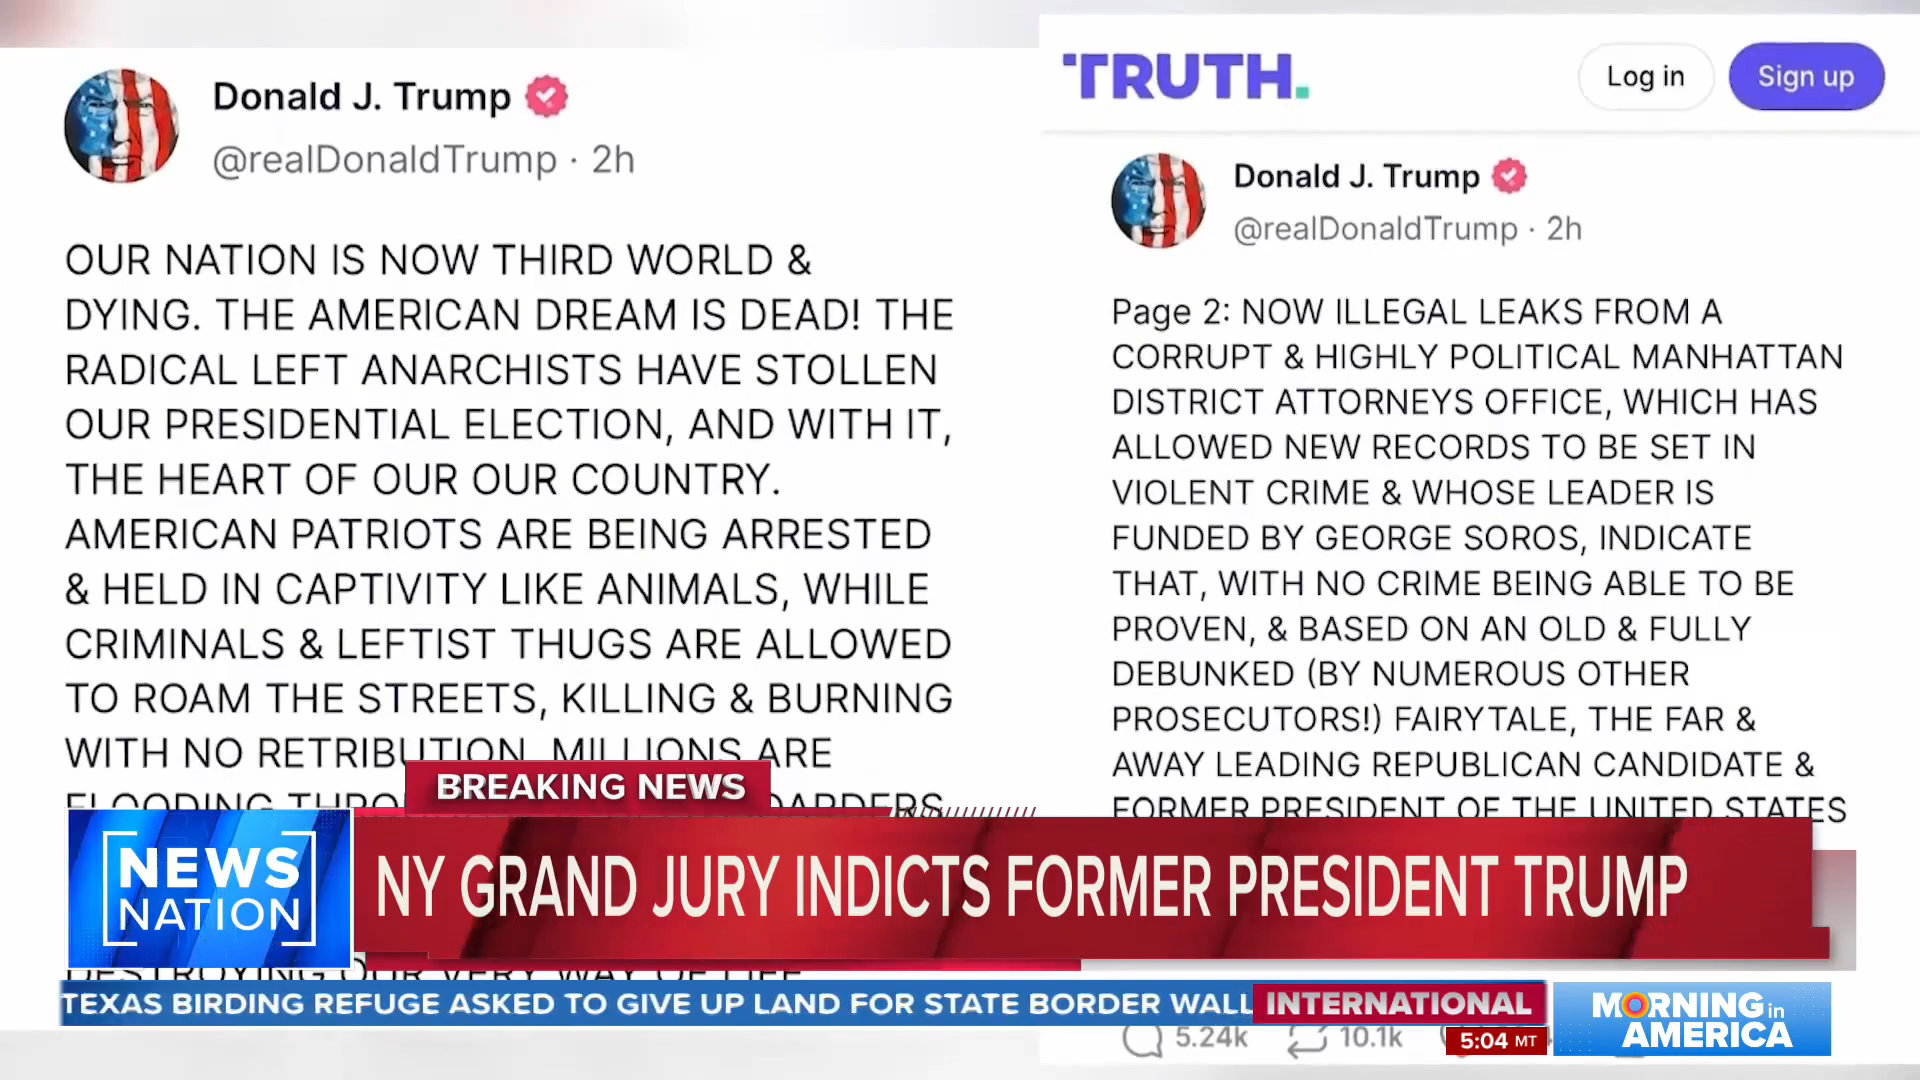 Donald J. Trump
@realDonaldTrump · 2h
OUR NATION IS NOW THIRD WORLD &
DYING. THE AMERICAN DREAM IS DEAD! THE
RADICAL LEFT ANARCHISTS HAVE STOLLEN
OUR PRESIDENTIAL ELECTION, AND WITH IT,
THE HEART OF OUR OUR COUNTRY.
AMERICAN PATRIOTS ARE BEING ARRESTED
& HELD IN CAPTIVITY LIKE ANIMALS, WHILE
CRIMINALS & LEFTIST THUGS ARE ALLOWED
TO ROAM THE STREETS, KILLING & BURNING
WITH NO RETRIBUTION. MILLIONS ARE
FLOODING
DESTROYING OUR VERY WAY OF LIFE
TRUTH.
Log in
Sign up
Donald J. Trump
@realDonaldTrump · 2h
Page 2: NOW ILLEGAL LEAKS FROM A
CORRUPT & HIGHLY POLITICAL MANHATTAN
DISTRICT ATTORNEYS OFFICE, WHICH HAS
ALLOWED NEW RECORDS TO BE SET IN
VIOLENT CRIME & WHOSE LEADER IS
FUNDED BY GEORGE SOROS, INDICATE
THAT, WITH NO CRIME BEING ABLE TO BE
PROVEN, & BASED ON AN OLD & FULLY
DEBUNKED (BY NUMEROUS OTHER
PROSECUTORS!) FAIRYTALE, THE FAR &
AWAY LEADING REPUBLICAN CANDIDATE &
FORMER PRESIDENT OF THE UNITED STATES
5.24k
10.1k
BREAKING NEWS
NY GRAND JURY INDICTS FORMER PRESIDENT TRUMP
NEWS
NATION
TEXAS BIRDING REFUGE ASKED TO GIVE UP LAND FOR STATE BORDER WALL
INTERNATIONAL
5:04 MT
MORNING in
AMERICA